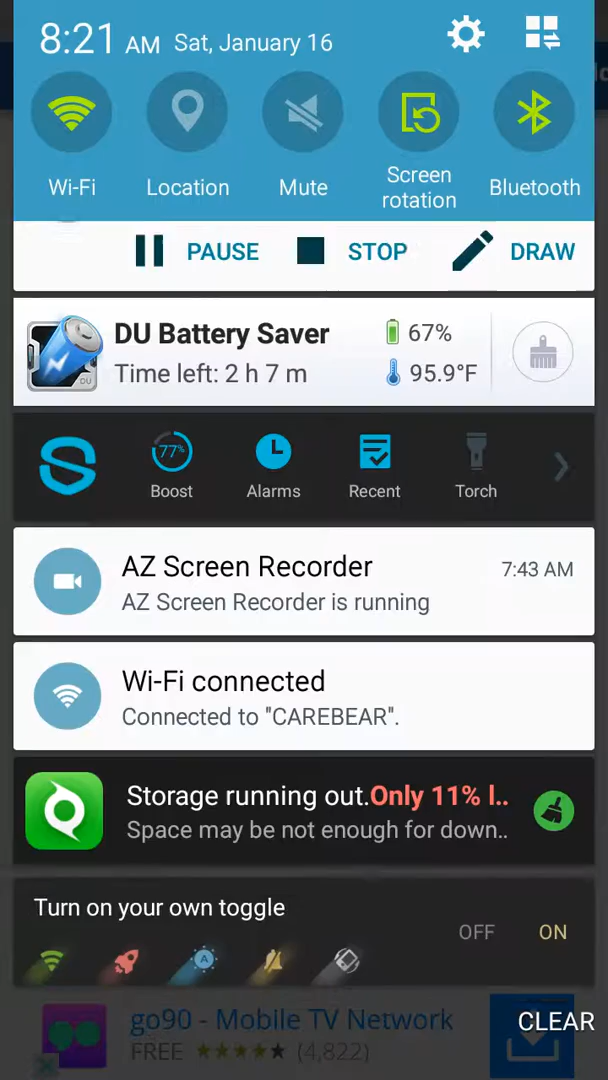 8:21 AM Sat, January 16
Wi-Fi Location Mute Screen rotation Bluetooth
PAUSE STOP DRAW
DU Battery Saver 67%
Time left: 2 h 7 m 95.9°F
DU
77%
Boost Alarms Recent Torch
AZ Screen Recorder 7:43 AM
AZ Screen Recorder is running
Wi-Fi connected
Connected to "CAREBEAR".
Storage running out.Only 11% l..
Space may be not enough for down..
Turn on your own toggle
OFF ON
A
go90 - Mobile TV Network
CLEAR
FREE (4,822)